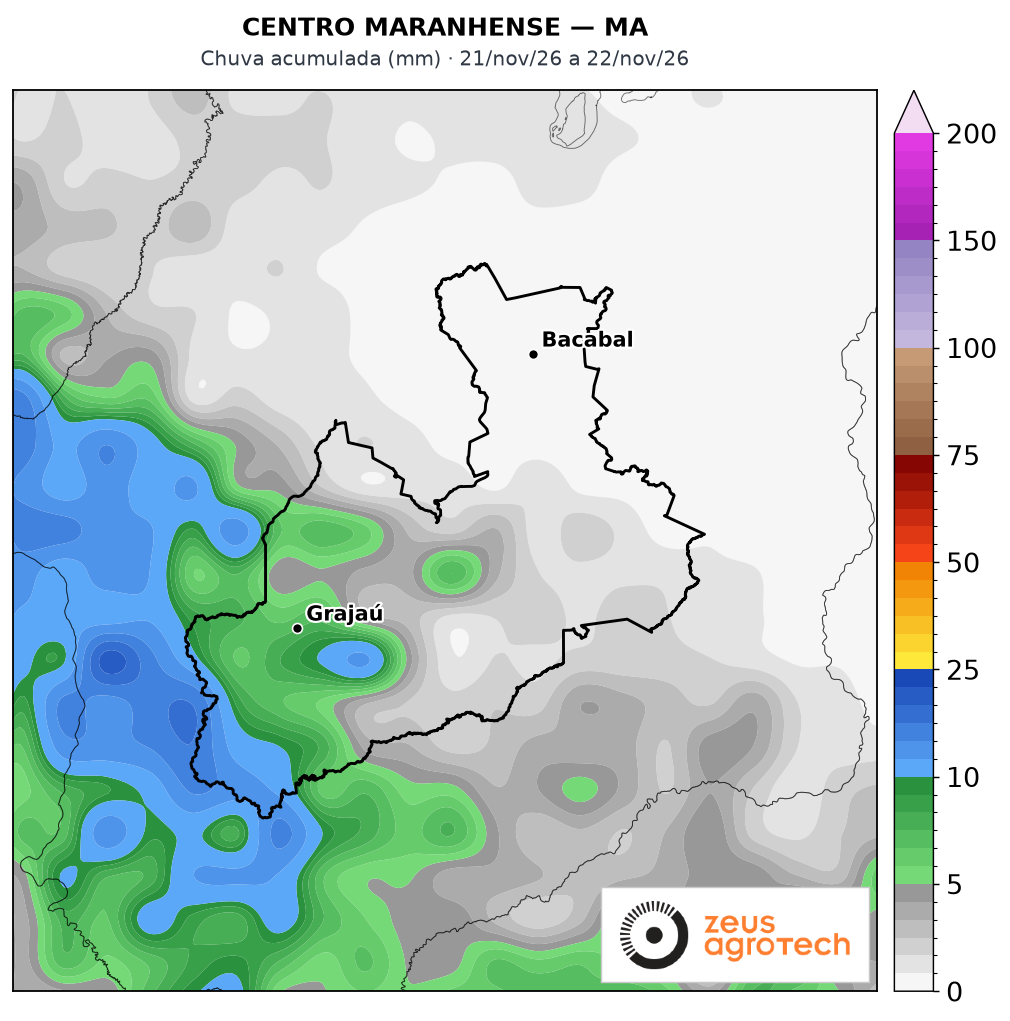 CENTRO MARANHENSE — MA
Chuva acumulada (mm) · 21/nov/26 a 22/nov/26
200
150
100
75
50
25
10
5
0
Bacabal
Grajaú
zeus
agrotech